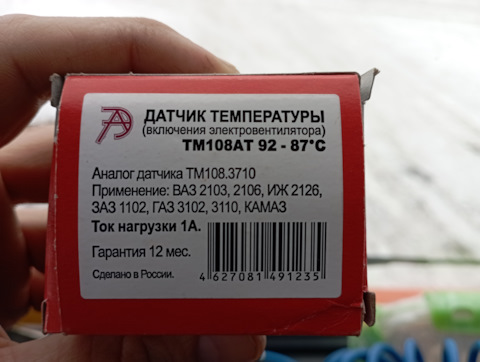 ДАТЧИК ТЕМПЕРАТУРЫ
(включения электровентилятора)
ТМ108АТ 92 - 87°С
Аналог датчика ТМ108.3710
Применение: ВАЗ 2103, 2106, ИЖ 2126,
ЗАЗ 1102, ГАЗ 3102, 3110, КАМАЗ
Ток нагрузки 1А.
Гарантия 12 мес.
Сделано в России.
4 627081 491235